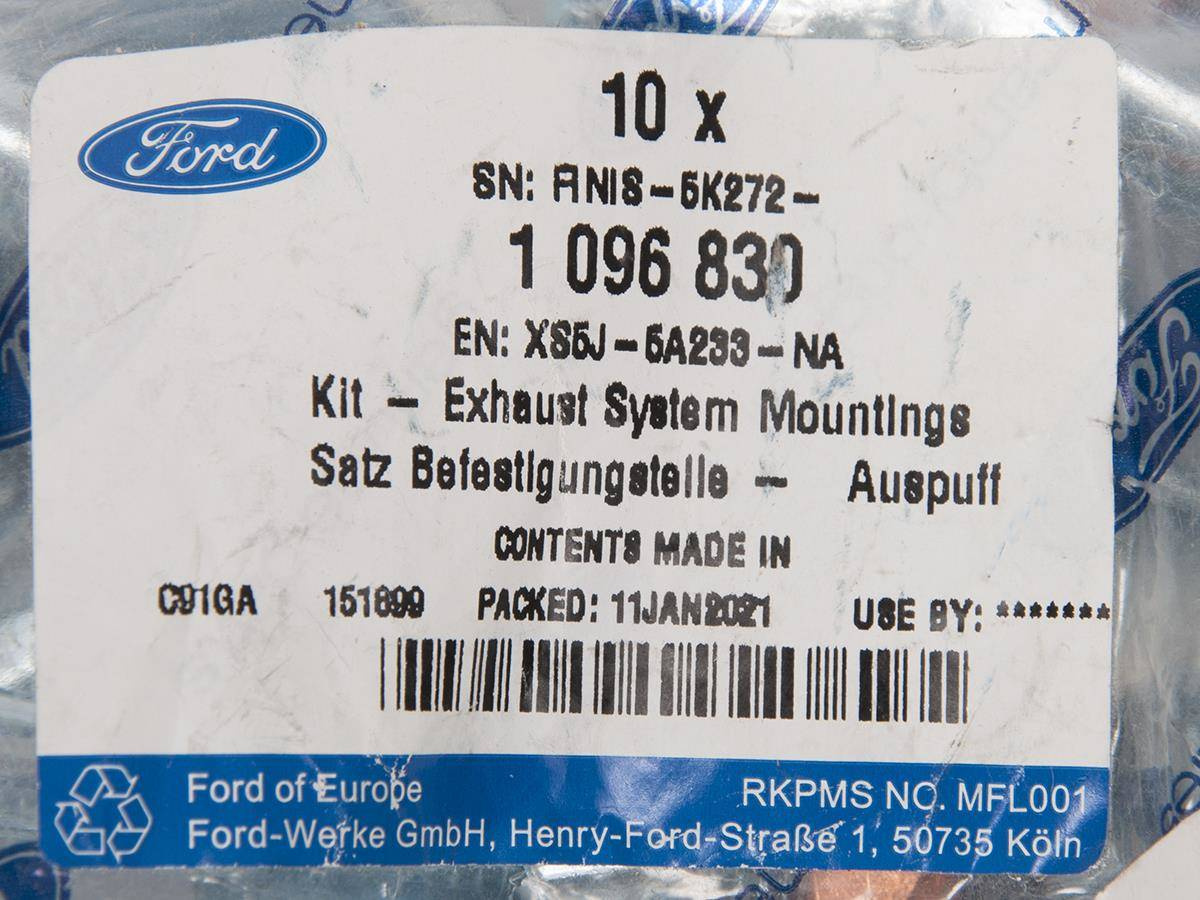 Ford
10 x
SN: FINIS-5K272-
1 096 830
EN: XS5J-5A233-NA
Kit - Exhaust System Mountings
Satz Befestigungsteile - Auspuff
CONTENTS MADE IN
C91GA 151899 PACKED: 11JAN2021 USE BY: *******
Ford of Europe RKPMS NO. MFL001
Ford-Werke GmbH, Henry-Ford-Straße 1, 50735 Köln